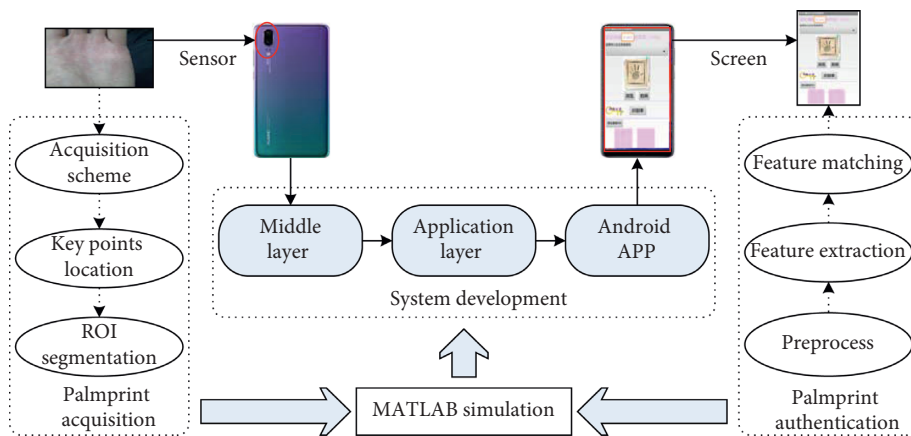 Sensor
Screen
Acquisition
scheme
Key points
location
ROI
segmentation
Palmprint
acquisition
Middle
layer
Application
layer
Android
APP
System development
MATLAB simulation
Feature matching
Feature extraction
Preprocess
Palmprint
authentication